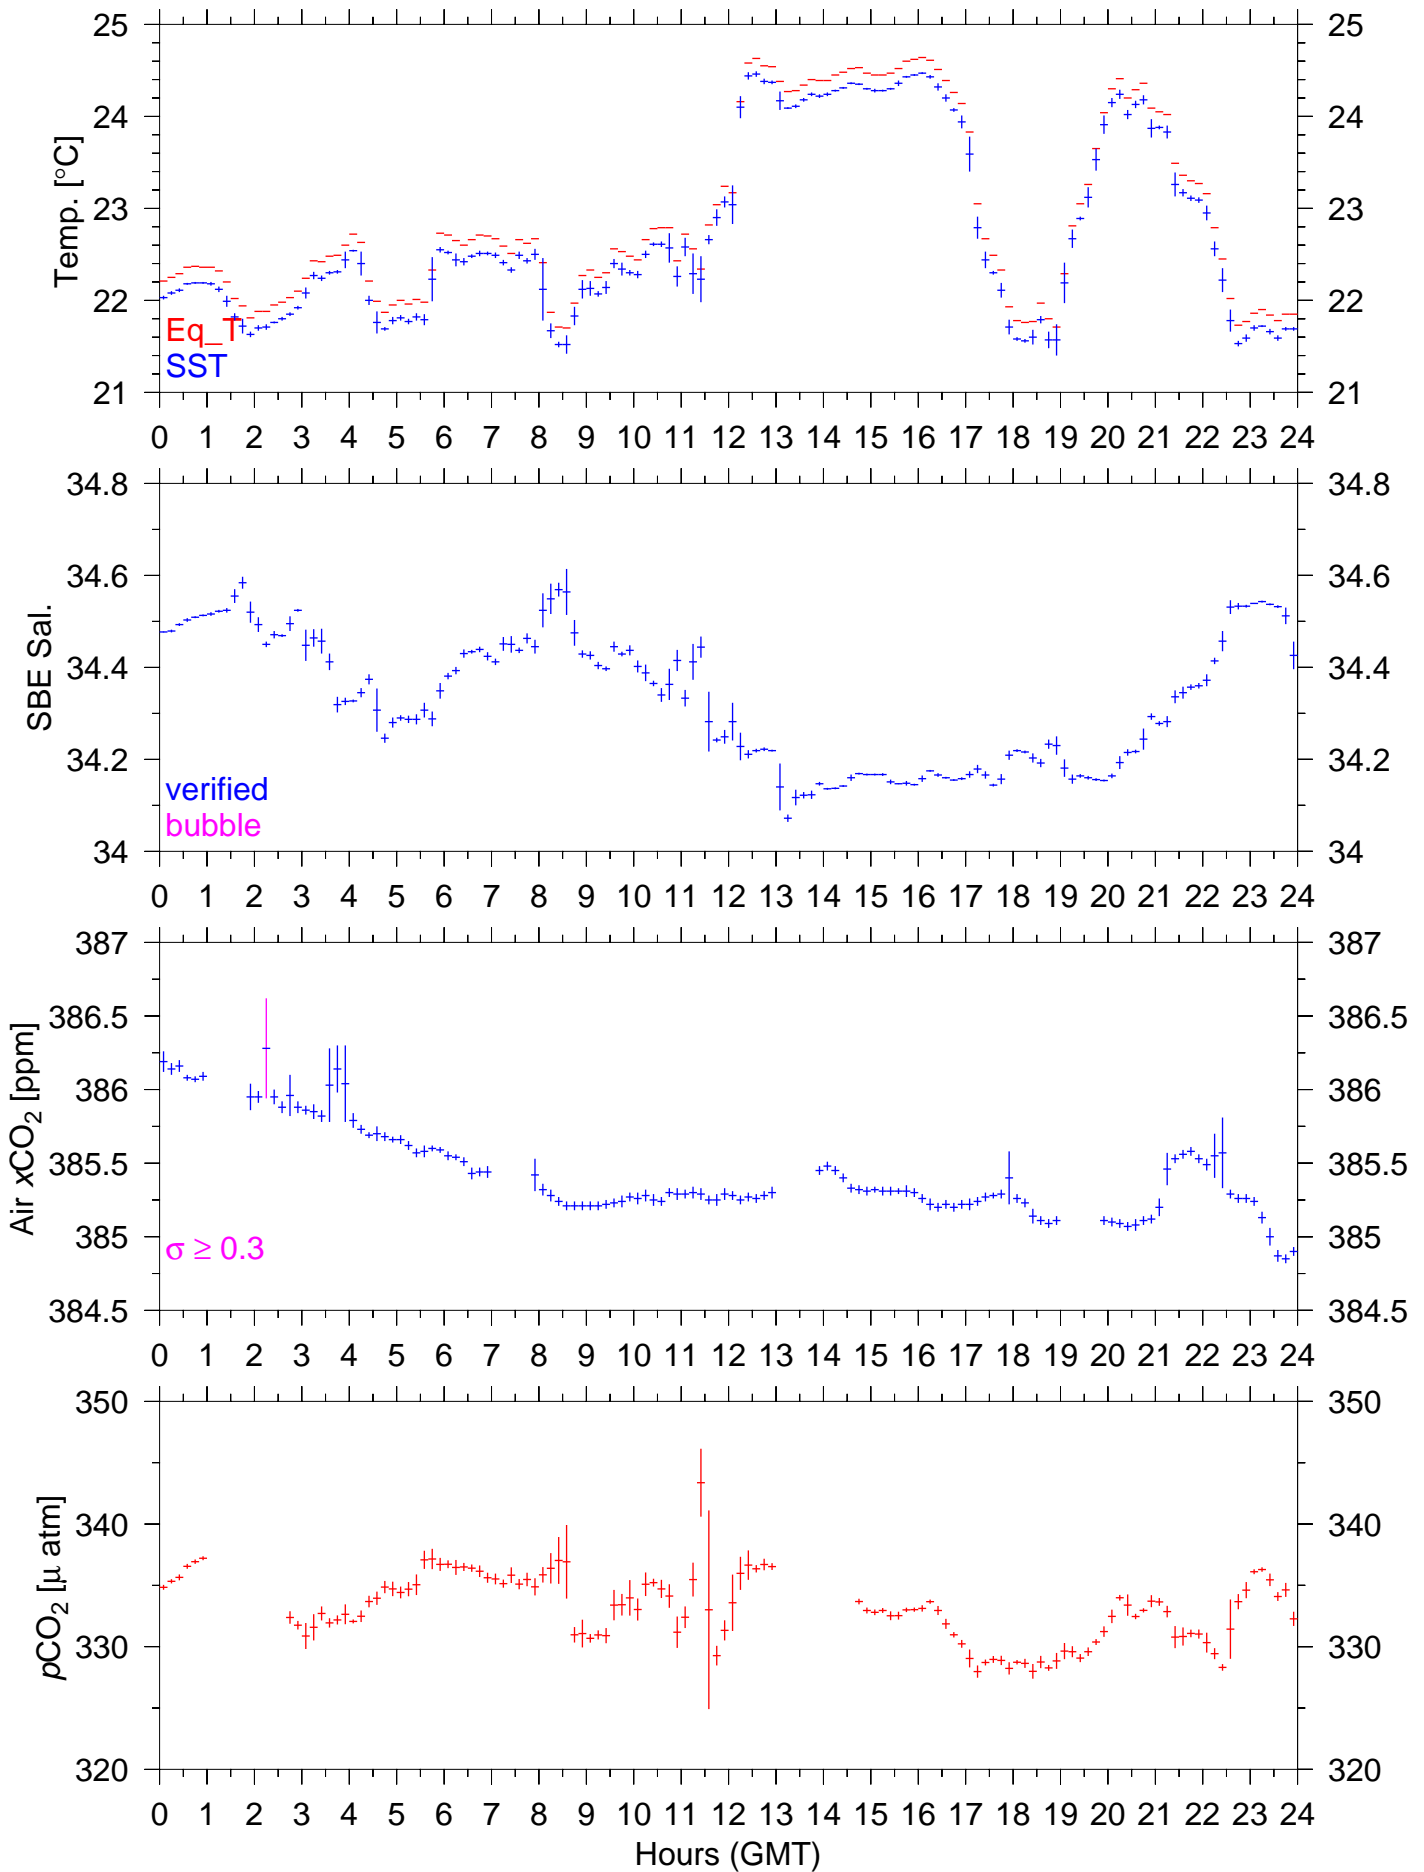 25 25
24 24
Temp. [°C]
23 23
22 22
Eq_T
SST
21 21
0 1 2 3 4 5 6 7 8 9 10 11 12 13 14 15 16 17 18 19 20 21 22 23 24
34.8 34.8
34.6 34.6
SBE Sal.
34.4 34.4
34.2 34.2
verified
bubble
34 34
0 1 2 3 4 5 6 7 8 9 10 11 12 13 14 15 16 17 18 19 20 21 22 23 24
387 387
386.5 386.5
Air xCO₂ [ppm]
386 386
385.5 385.5
385 385
σ ≥ 0.3
384.5 384.5
0 1 2 3 4 5 6 7 8 9 10 11 12 13 14 15 16 17 18 19 20 21 22 23 24
350 350
340 340
pCO₂ [µ atm]
330 330
320 320
0 1 2 3 4 5 6 7 8 9 10 11 12 13 14 15 16 17 18 19 20 21 22 23 24
Hours (GMT)